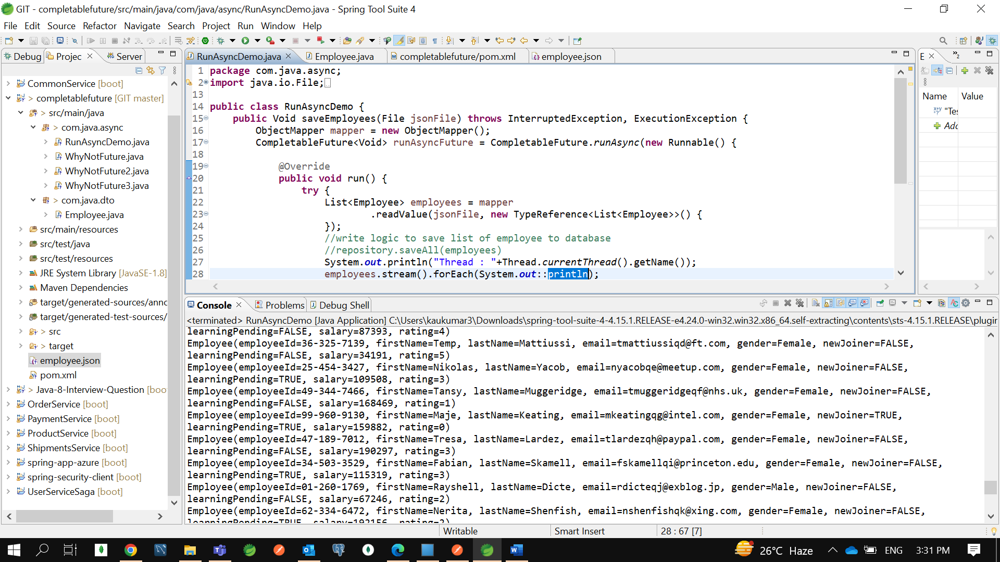 GIT - completablefuture/src/main/java/com/java/async/RunAsyncDemo.java - Spring Tool Suite 4
File Edit Source Refactor Navigate Search Project Run Window Help
Debug Projec Server
CommonService [boot]
> completablefuture [GIT master]
> src/main/java
> com.java.async
RunAsyncDemo.java
WhyNotFuture.java
WhyNotFuture2.java
WhyNotFuture3.java
> com.java.dto
Employee.java
src/main/resources
src/test/java
src/test/resources
JRE System Library [JavaSE-1.8]
Maven Dependencies
target/generated-sources/annc
target/generated-test-sources/
> src
> target
employee.json
pom.xml
> Java-8-Interview-Question [boo
OrderService [boot]
PaymentService [boot]
ProductService [boot]
ShipmentsService [boot]
spring-app-azure [boot]
spring-security-client [boot]
UserServiceSaga [boot]
RunAsyncDemo.java Employee.java completablefuture/pom.xml employee.json
1 package com.java.async;
2 import java.io.File;
13
14 public class RunAsyncDemo {
15 public Void saveEmployees(File jsonFile) throws InterruptedException, ExecutionException {
16 ObjectMapper mapper = new ObjectMapper();
17 CompletableFuture<Void> runAsyncFuture = CompletableFuture.runAsync(new Runnable() {
18
19 @Override
20 public void run() {
21 try {
22 List<Employee> employees = mapper
23 .readValue(jsonFile, new TypeReference<List<Employee>>() {
24 });
25 //write logic to save list of employee to database
26 //repository.saveAll(employees)
27 System.out.println("Thread : "+Thread.currentThread().getName());
28 employees.stream().forEach(System.out::println);
E
2
Name Value
"Te
Adc
Console Problems Debug Shell
<terminated> RunAsyncDemo [Java Application] C:\Users\kaukumar3\Downloads\spring-tool-suite-4-4.15.1.RELEASE-e4.24.0-win32.win32.x86_64.self-extracting\contents\sts-4.15.1.RELEASE\plugir
learningPending=FALSE, salary=87393, rating=4)
Employee(employeeId=36-325-7139, firstName=Temp, lastName=Mattiussi, email=tmattiussiqd@ft.com, gender=Female, newJoiner=FALSE,
learningPending=FALSE, salary=34191, rating=5)
Employee(employeeId=25-454-3427, firstName=Nikolas, lastName=Yacob, email=nyacobqe@meetup.com, gender=Female, newJoiner=FALSE,
learningPending=TRUE, salary=109508, rating=3)
Employee(employeeId=49-344-7466, firstName=Tansy, lastName=Muggeridge, email=tmuggeridgeqf@nhs.uk, gender=Female, newJoiner=FALSE,
learningPending=FALSE, salary=168469, rating=1)
Employee(employeeId=99-960-9130, firstName=Maje, lastName=Keating, email=mkeatingqg@intel.com, gender=Female, newJoiner=TRUE,
learningPending=TRUE, salary=159882, rating=0)
Employee(employeeId=47-189-7012, firstName=Tresa, lastName=Lardez, email=tlardezqh@paypal.com, gender=Female, newJoiner=FALSE,
learningPending=FALSE, salary=190297, rating=3)
Employee(employeeId=34-503-3529, firstName=Fabian, lastName=Skamell, email=fskamellqi@princeton.edu, gender=Female, newJoiner=FALSE,
learningPending=TRUE, salary=115319, rating=3)
Employee(employeeId=01-260-1769, firstName=Rayshell, lastName=Dicte, email=rdicteqj@exblog.jp, gender=Male, newJoiner=FALSE,
learningPending=FALSE, salary=67246, rating=2)
Employee(employeeId=62-334-6472, firstName=Nerita, lastName=Shenfish, email=nshenfishqk@xing.com, gender=Female, newJoiner=FALSE,
learningPending=TRUE, salary=192156, rating=2)
Writable Smart Insert 28 : 67 [7]
26°C Haze ENG 3:31 PM